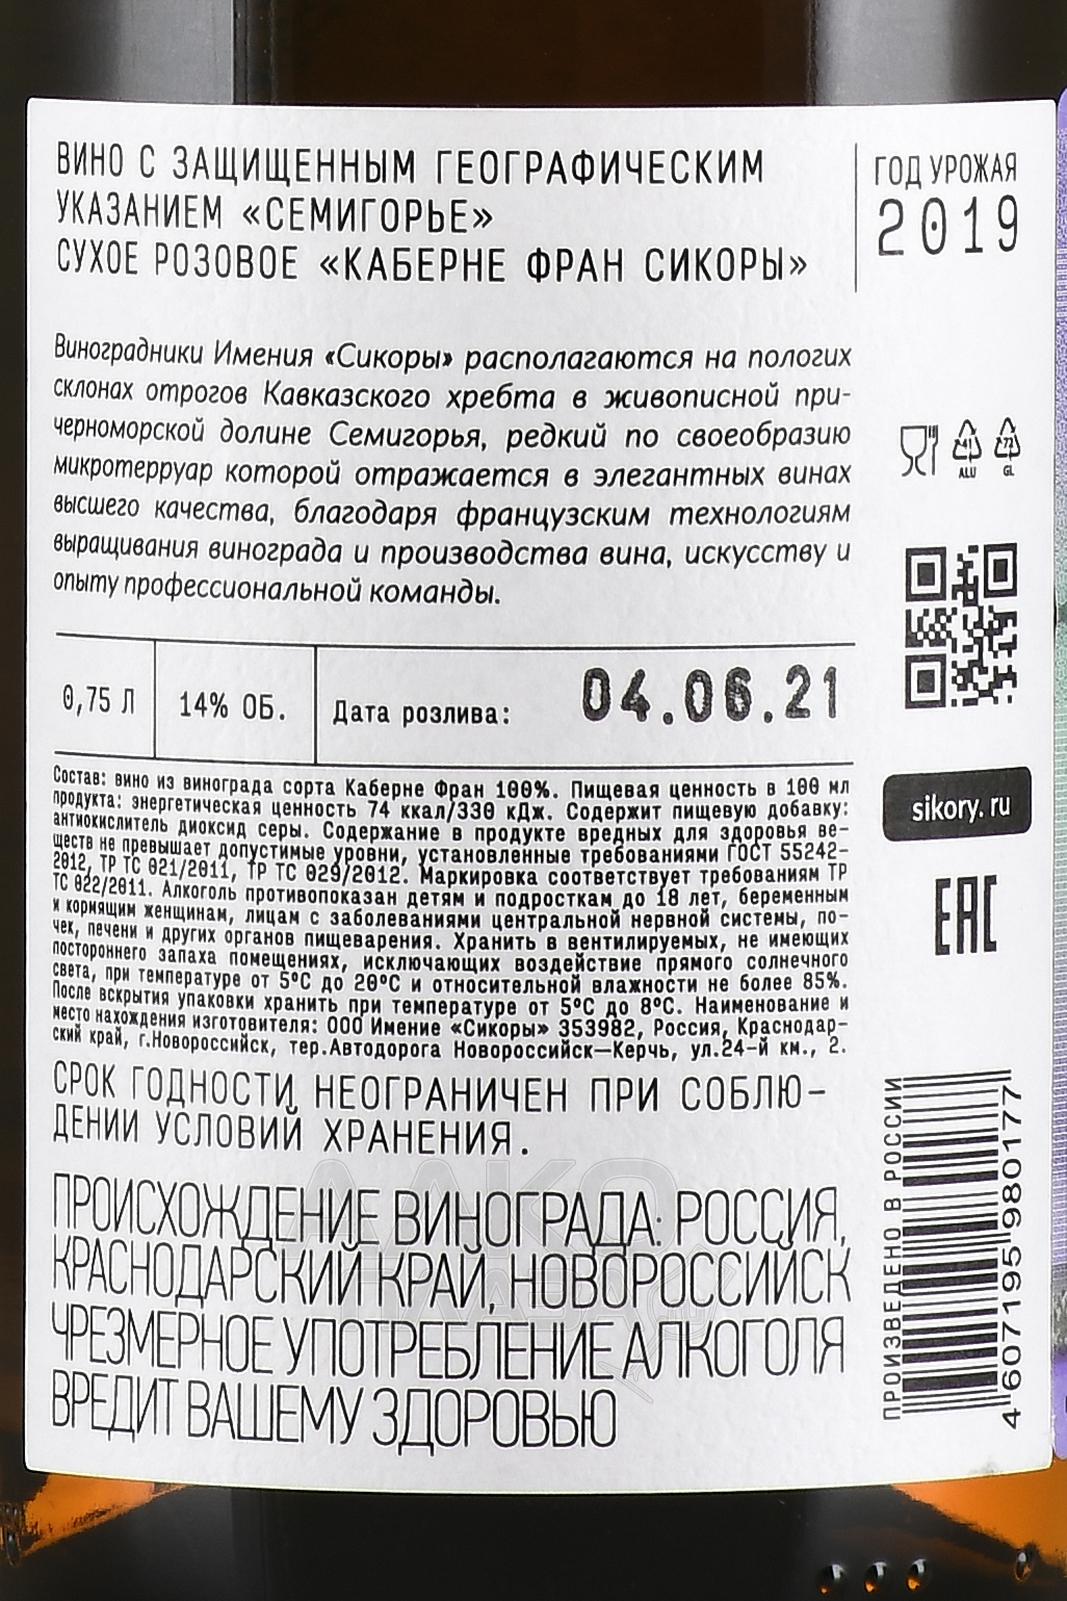 ВИНО С ЗАЩИЩЕННЫМ ГЕОГРАФИЧЕСКИМ
УКАЗАНИЕМ «СЕМИГОРЬЕ»
СУХОЕ РОЗОВОЕ «КАБЕРНЕ ФРАН СИКОРЫ»
ГОД УРОЖАЯ
2019
Виноградники Имения «Сикоры» располагаются на пологих
склонах отрогов Кавказского хребта в живописной при-
черноморской долине Семигорья, редкий по своеобразию
микротерруар которой отражается в элегантных винах
высшего качества, благодаря французским технологиям
выращивания винограда и производства вина, искусству и
опыту профессиональной команды.
41
ALU
72
GL
0,75 Л
14% ОБ.
Дата розлива:
04.06.21
Состав: вино из винограда сорта Каберне Фран 100%. Пищевая ценность в 100 мл
продукта: энергетическая ценность 74 ккал/330 кДж. Содержит пищевую добавку:
антиокислитель диоксид серы. Содержание в продукте вредных для здоровья ве-
ществ не превышает допустимые уровни, установленные требованиями ГОСТ 55242-
2012, ТР ТС 021/2011, ТР ТС 029/2012. Маркировка соответствует требованиям ТР
ТС 022/2011. Алкоголь противопоказан детям и подросткам до 18 лет, беременным
и кормящим женщинам, лицам с заболеваниями центральной нервной системы, по-
чек, печени и других органов пищеварения. Хранить в вентилируемых, не имеющих
постороннего запаха помещениях, исключающих воздействие прямого солнечного
света, при температуре от 5°С до 20°С и относительной влажности не более 85%.
После вскрытия упаковки хранить при температуре от 5°С до 8°С. Наименование и
место нахождения изготовителя: ООО Имение «Сикоры» 353982, Россия, Краснодар-
ский край, г.Новороссийск, тер.Автодорога Новороссийск—Керчь, ул.24-й км., 2.
СРОК ГОДНОСТИ НЕОГРАНИЧЕН ПРИ СОБЛЮ-
ДЕНИИ УСЛОВИЙ ХРАНЕНИЯ.
ПРОИСХОЖДЕНИЕ ВИНОГРАДА: РОССИЯ,
КРАСНОДАРСКИЙ КРАЙ, НОВОРОССИЙСК
ЧРЕЗМЕРНОЕ УПОТРЕБЛЕНИЕ АЛКОГОЛЯ
ВРЕДИТ ВАШЕМУ ЗДОРОВЬЮ
sikory.ru
EAC
ПРОИЗВЕДЕНО В РОССИИ
4 607195 980177